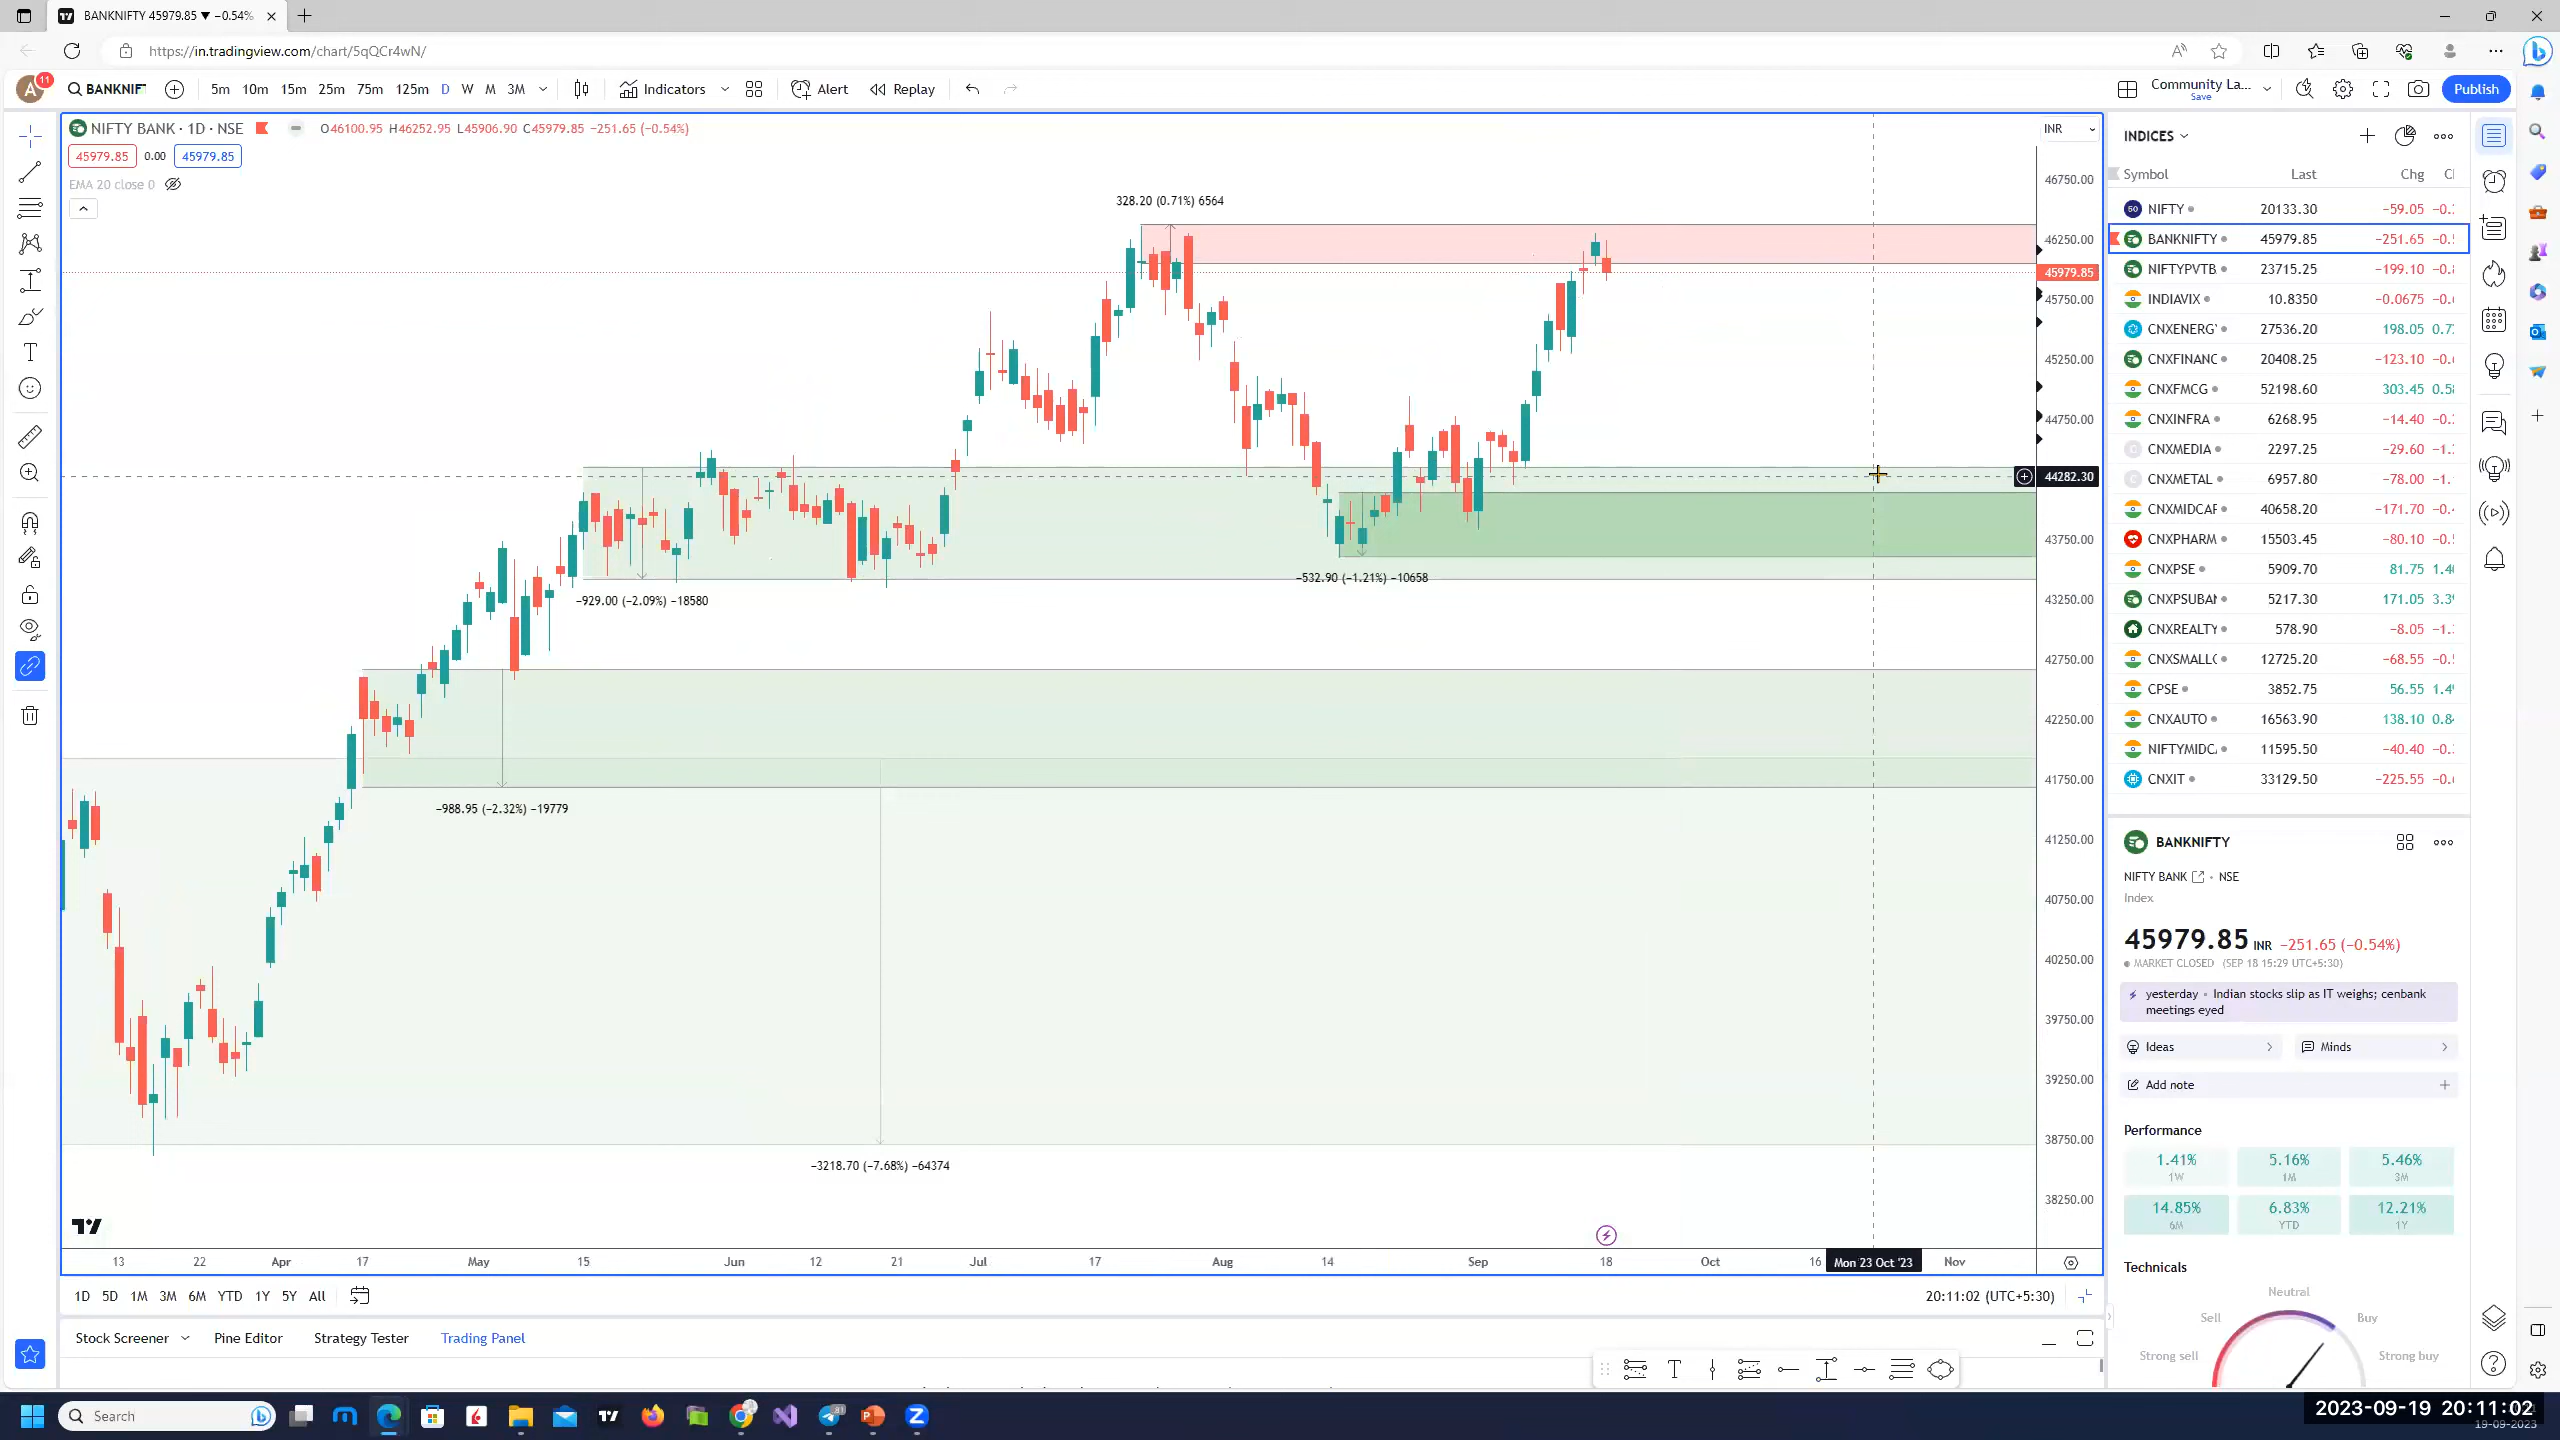 BANKNIFTY 45979.85 ▼ −0.54%
https://in.tradingview.com/chart/5qQCr4wN/
A 11 BANKNIF 5m 10m 15m 25m 75m 125m D W M 3M Indicators Alert Replay Community La... Save Publish
NIFTY BANK · 1D · NSE O46100.95 H46252.95 L45906.90 C45979.85 −251.65 (−0.54%)
45979.85 0.00 45979.85
EMA 20 close 0
328.20 (0.71%) 6564
−929.00 (−2.09%) −18580
−532.90 (−1.21%) −10658
−988.95 (−2.32%) −19779
−3218.70 (−7.68%) −64374
INR
46750.00
46250.00
45979.85
45750.00
45250.00
44750.00
44282.30
43750.00
43250.00
42750.00
42250.00
41750.00
41250.00
40750.00
40250.00
39750.00
39250.00
38750.00
38250.00
13 22 Apr 17 May 15 Jun 12 21 Jul 17 Aug 14 Sep 18 Oct 16 Mon 23 Oct '23 Nov
1D 5D 1M 3M 6M YTD 1Y 5Y All 20:11:02 (UTC+5:30)
Stock Screener Pine Editor Strategy Tester Trading Panel
INDICES
Symbol Last Chg
NIFTY 20133.30 −59.05
BANKNIFTY 45979.85 −251.65
NIFTYPVTB 23715.25 −199.10
INDIAVIX 10.8350 −0.0675
CNXENERG 27536.20 198.05
CNXFINANC 20408.25 −123.10
CNXFMCG 52198.60 303.45
CNXINFRA 6268.95 −14.40
CNXMEDIA 2297.25 −29.60
CNXMETAL 6957.80 −78.00
CNXMIDCAF 40658.20 −171.70
CNXPHARM 15503.45 −80.10
CNXPSE 5909.70 81.75
CNXPSUBAN 5217.30 171.05
CNXREALTY 578.90 −8.05
CNXSMALLC 12725.20 −68.55
CPSE 3852.75 56.55
CNXAUTO 16563.90 138.10
NIFTYMIDC 11595.50 −40.40
CNXIT 33129.50 −225.55
BANKNIFTY
NIFTY BANK · NSE
Index
45979.85 INR −251.65 (−0.54%)
MARKET CLOSED (SEP 18 15:29 UTC+5:30)
yesterday • Indian stocks slip as IT weighs; cenbank
meetings eyed
Ideas Minds
Add note
Performance
1.41% 5.16% 5.46%
1W 1M 3M
14.85% 6.83% 12.21%
6M YTD 1Y
Technicals
Neutral
Sell Buy
Strong sell Strong buy
Search
2023-09-19 20:11:02
19-09-2023